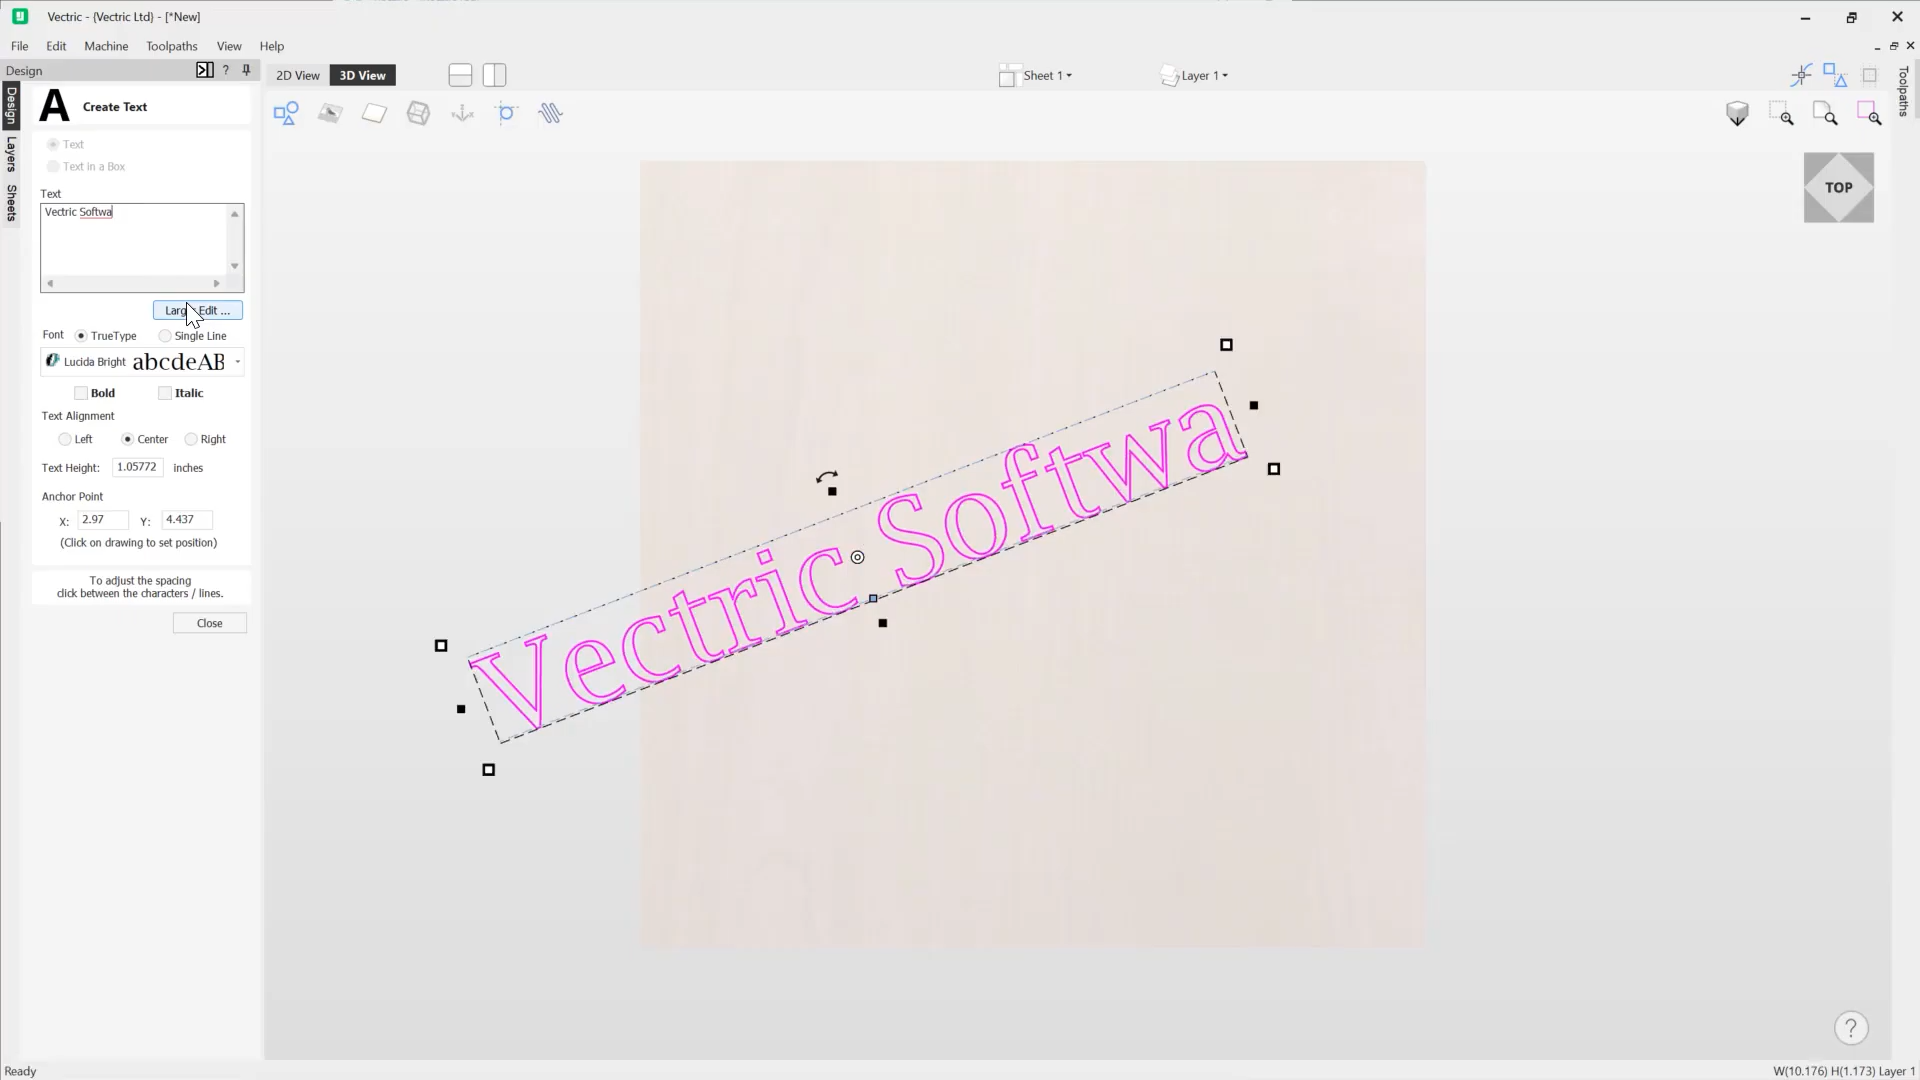 Vectric - {Vectric Ltd} - [*New]
File Edit Machine Toolpaths View Help
Design
2D View 3D View Sheet 1 Layer 1
Design
Layers
Sheets
Toolpaths
A Create Text
Text
Text in a Box
Text
Vectric Softwa
Edit ...
Font TrueType Single Line
Lucida Bright abcdeAB
Bold Italic
Text Alignment
Left Center Right
Text Height: 1.05772 inches
Anchor Point
X: 2.97 Y: 4.437
(Click on drawing to set position)
To adjust the spacing
click between the characters / lines.
Close
TOP
Vectric Softwa
Ready
W(10.176) H(1.173) Layer 1